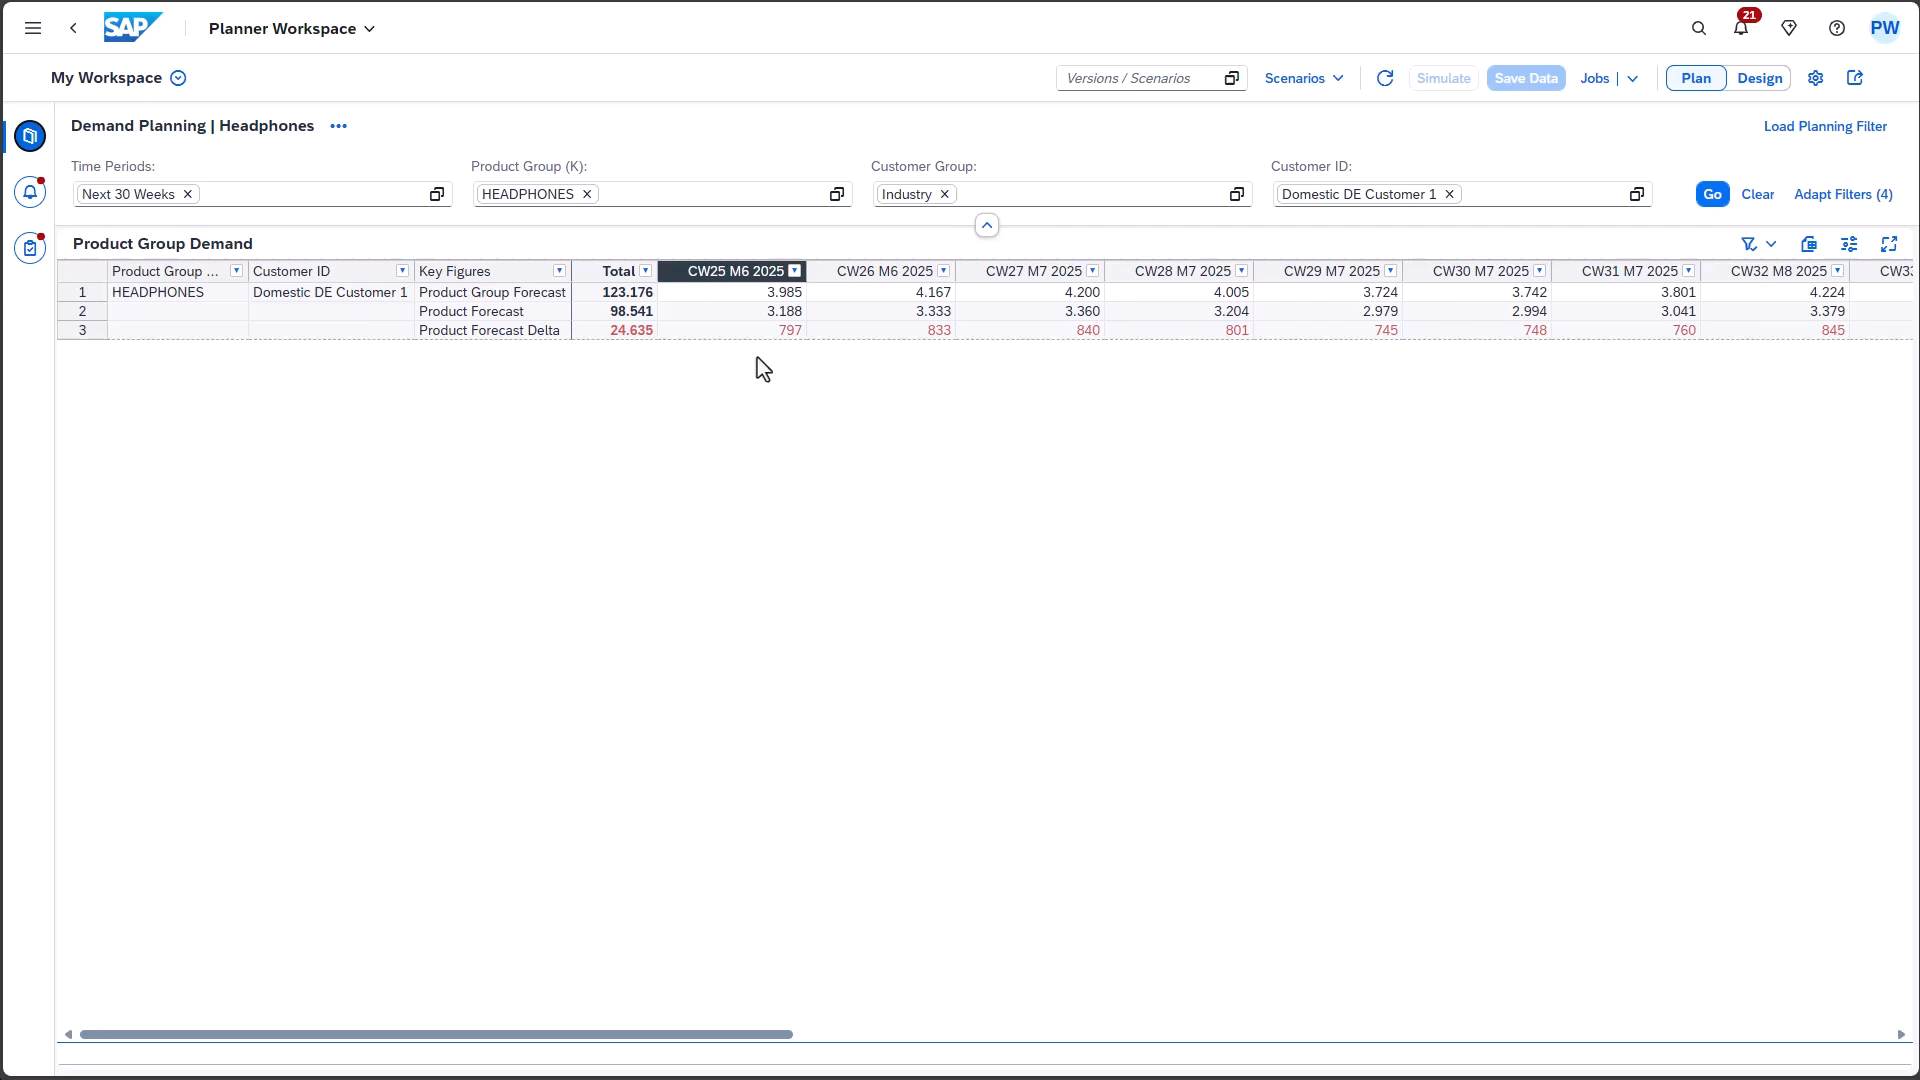 SAP Planner Workspace 21 PW
My Workspace Versions / Scenarios Scenarios Simulate Save Data Jobs Plan Design
Demand Planning | Headphones ••• Load Planning Filter
Time Periods: Product Group (K): Customer Group: Customer ID:
Next 30 Weeks HEADPHONES Industry Domestic DE Customer 1 Go Clear Adapt Filters (4)
Product Group Demand
Product Group ... Customer ID Key Figures Total CW25 M6 2025 CW26 M6 2025 CW27 M7 2025 CW28 M7 2025 CW29 M7 2025 CW30 M7 2025 CW31 M7 2025 CW32 M8 2025 CW33
1 HEADPHONES Domestic DE Customer 1 Product Group Forecast 123.176 3.985 4.167 4.200 4.005 3.724 3.742 3.801 4.224
2 Product Forecast 98.541 3.188 3.333 3.360 3.204 2.979 2.994 3.041 3.379
3 Product Forecast Delta 24.635 797 833 840 801 745 748 760 845